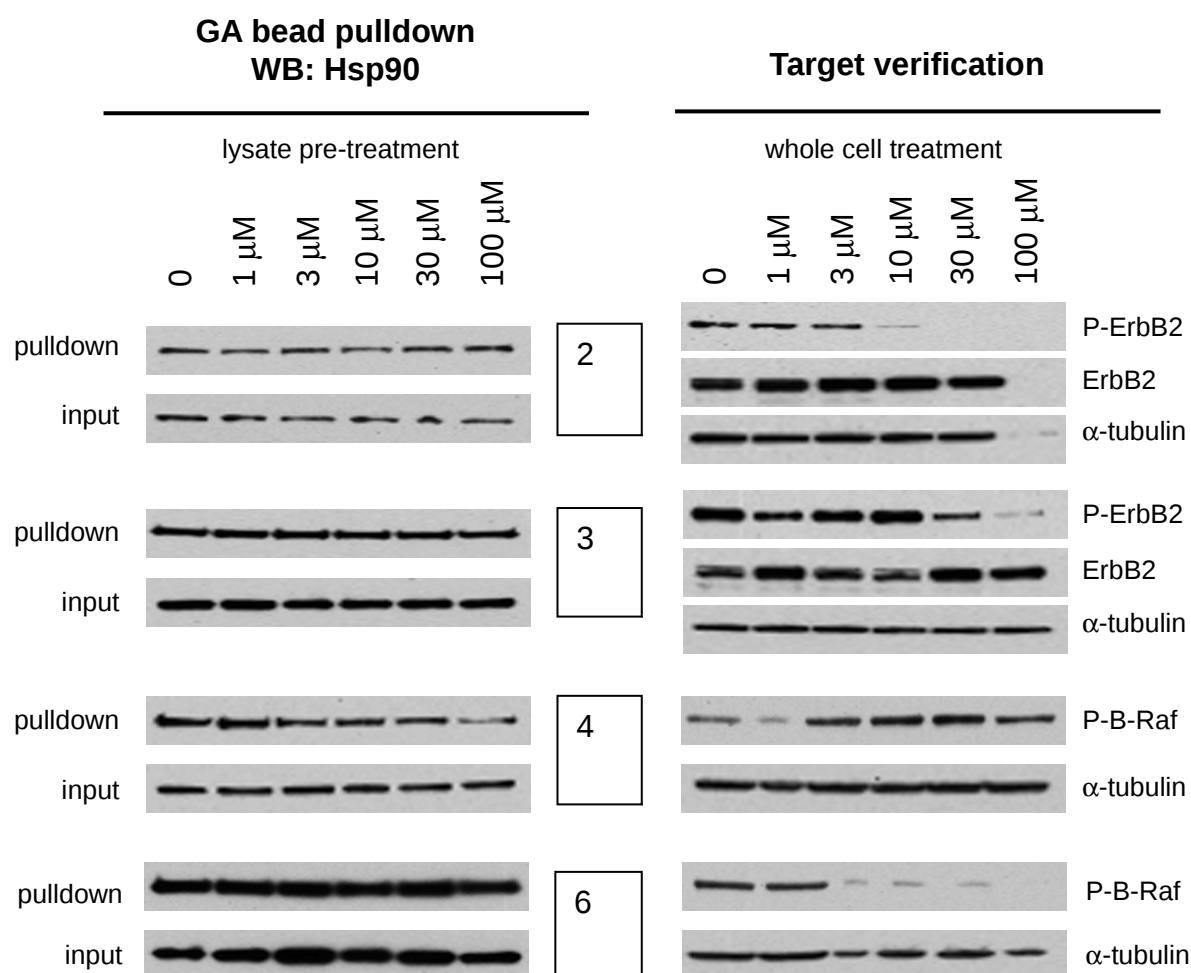 GA bead pulldown
WB: Hsp90
Target verification
lysate pre-treatment
whole cell treatment
0
1 μM
3 μM
10 μM
30 μM
100 μM
0
1 μM
3 μM
10 μM
30 μM
100 μM
pulldown
input
2
P-ErbB2
ErbB2
α-tubulin
pulldown
input
3
P-ErbB2
ErbB2
α-tubulin
pulldown
input
4
P-B-Raf
α-tubulin
pulldown
input
6
P-B-Raf
α-tubulin